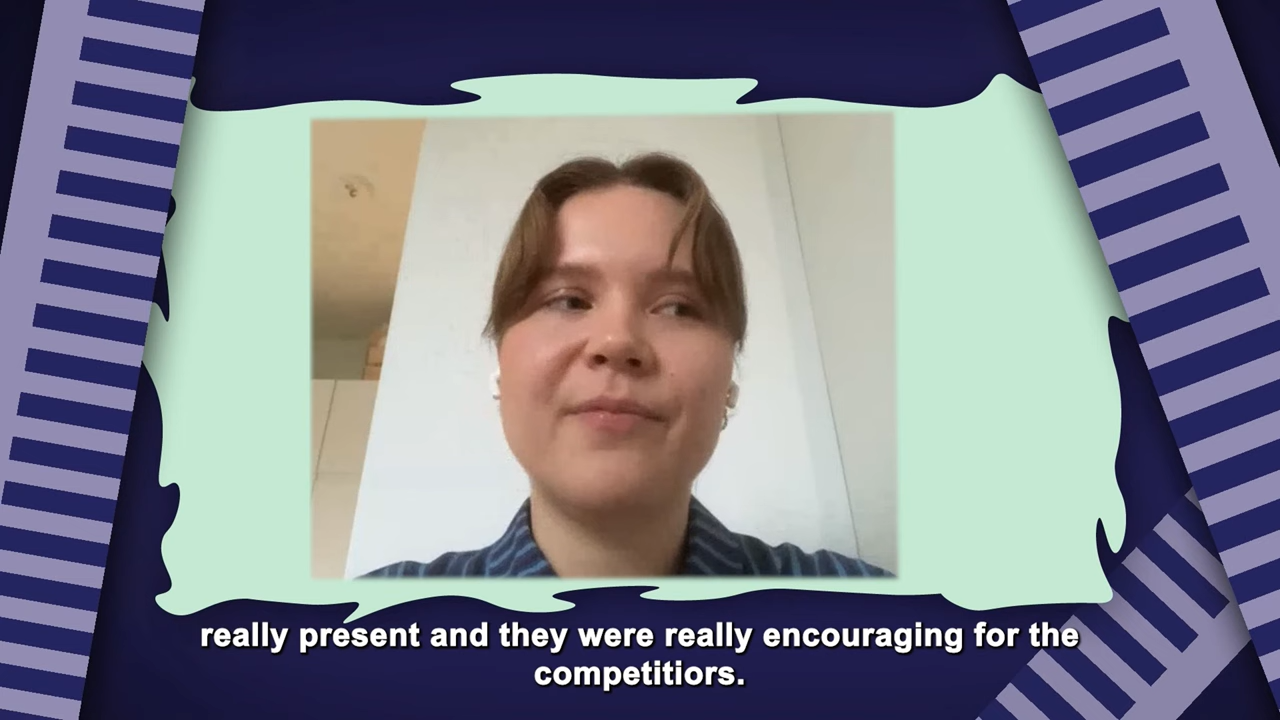 really present and they were really encouraging for the
competitiors.